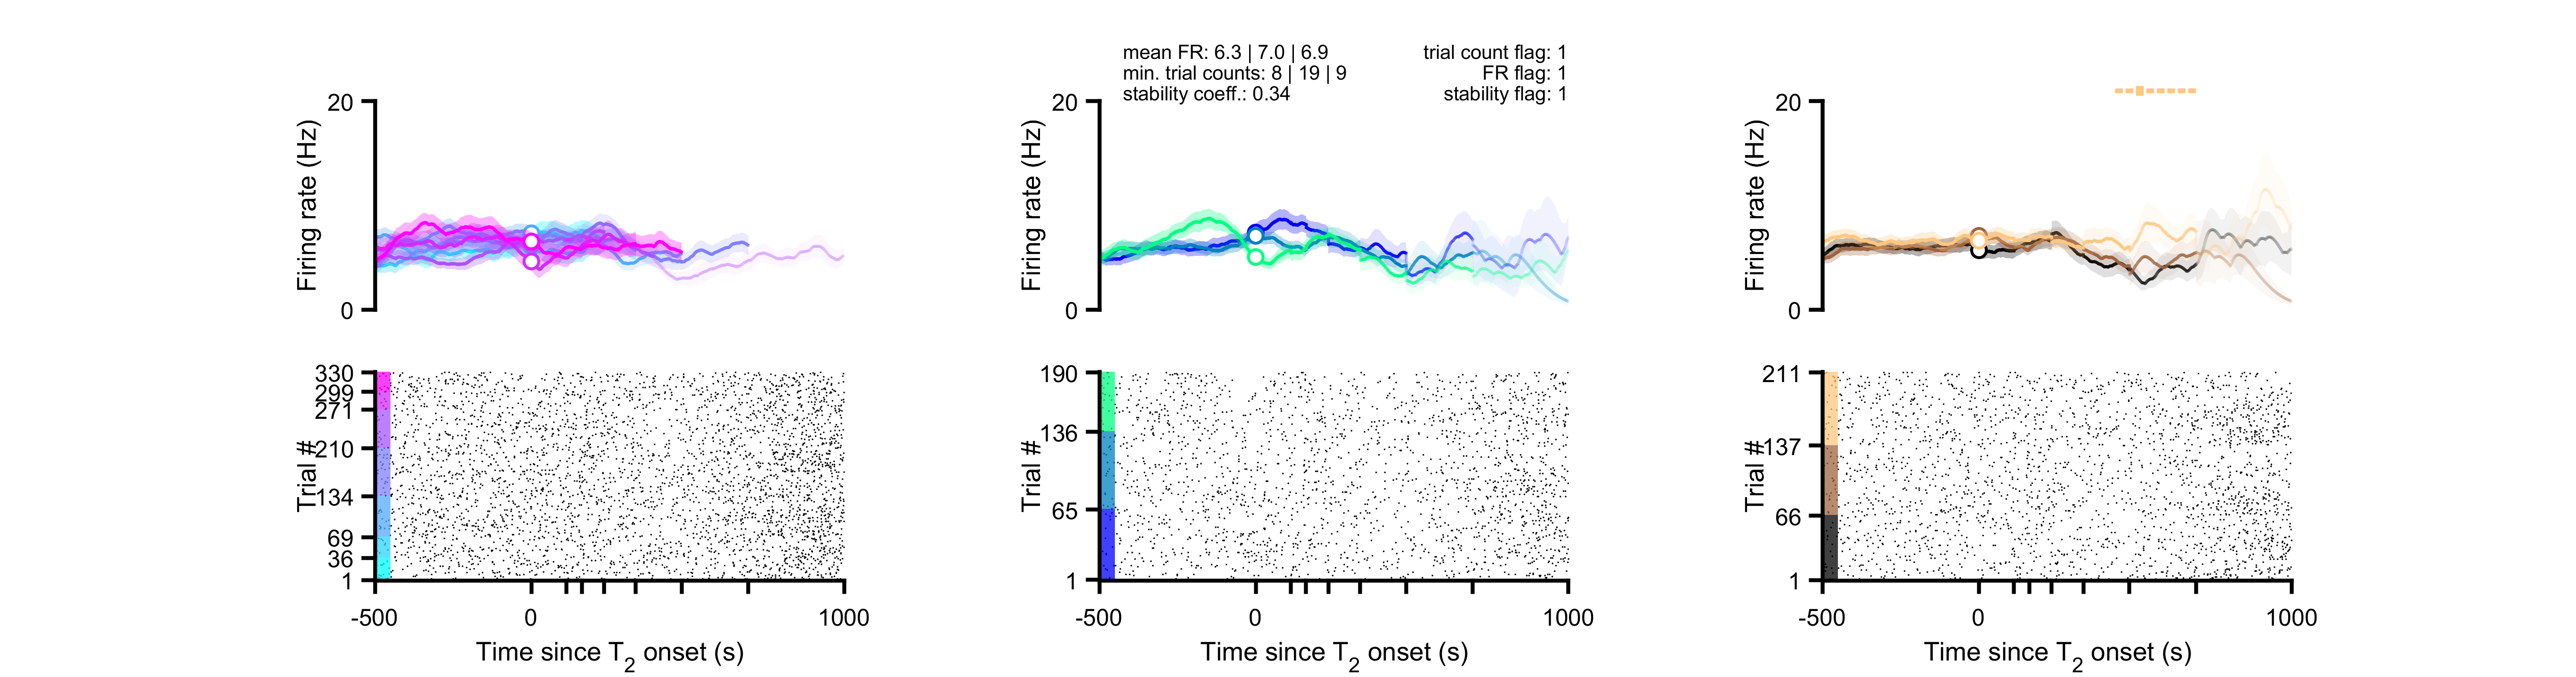 mean FR: 6.3 | 7.0 | 6.9
min. trial counts: 8 | 19 | 9
stability coeff.: 0.34
trial count flag: 1
FR flag: 1
stability flag: 1
20
Firing rate (Hz)
0
20
Firing rate (Hz)
0
20
Firing rate (Hz)
0
330
299
271
210
134
69
36
1
Trial #
-500
0
1000
Time since T2 onset (s)
190
136
65
1
Trial #
-500
0
1000
Time since T2 onset (s)
211
137
66
1
Trial #
-500
0
1000
Time since T2 onset (s)